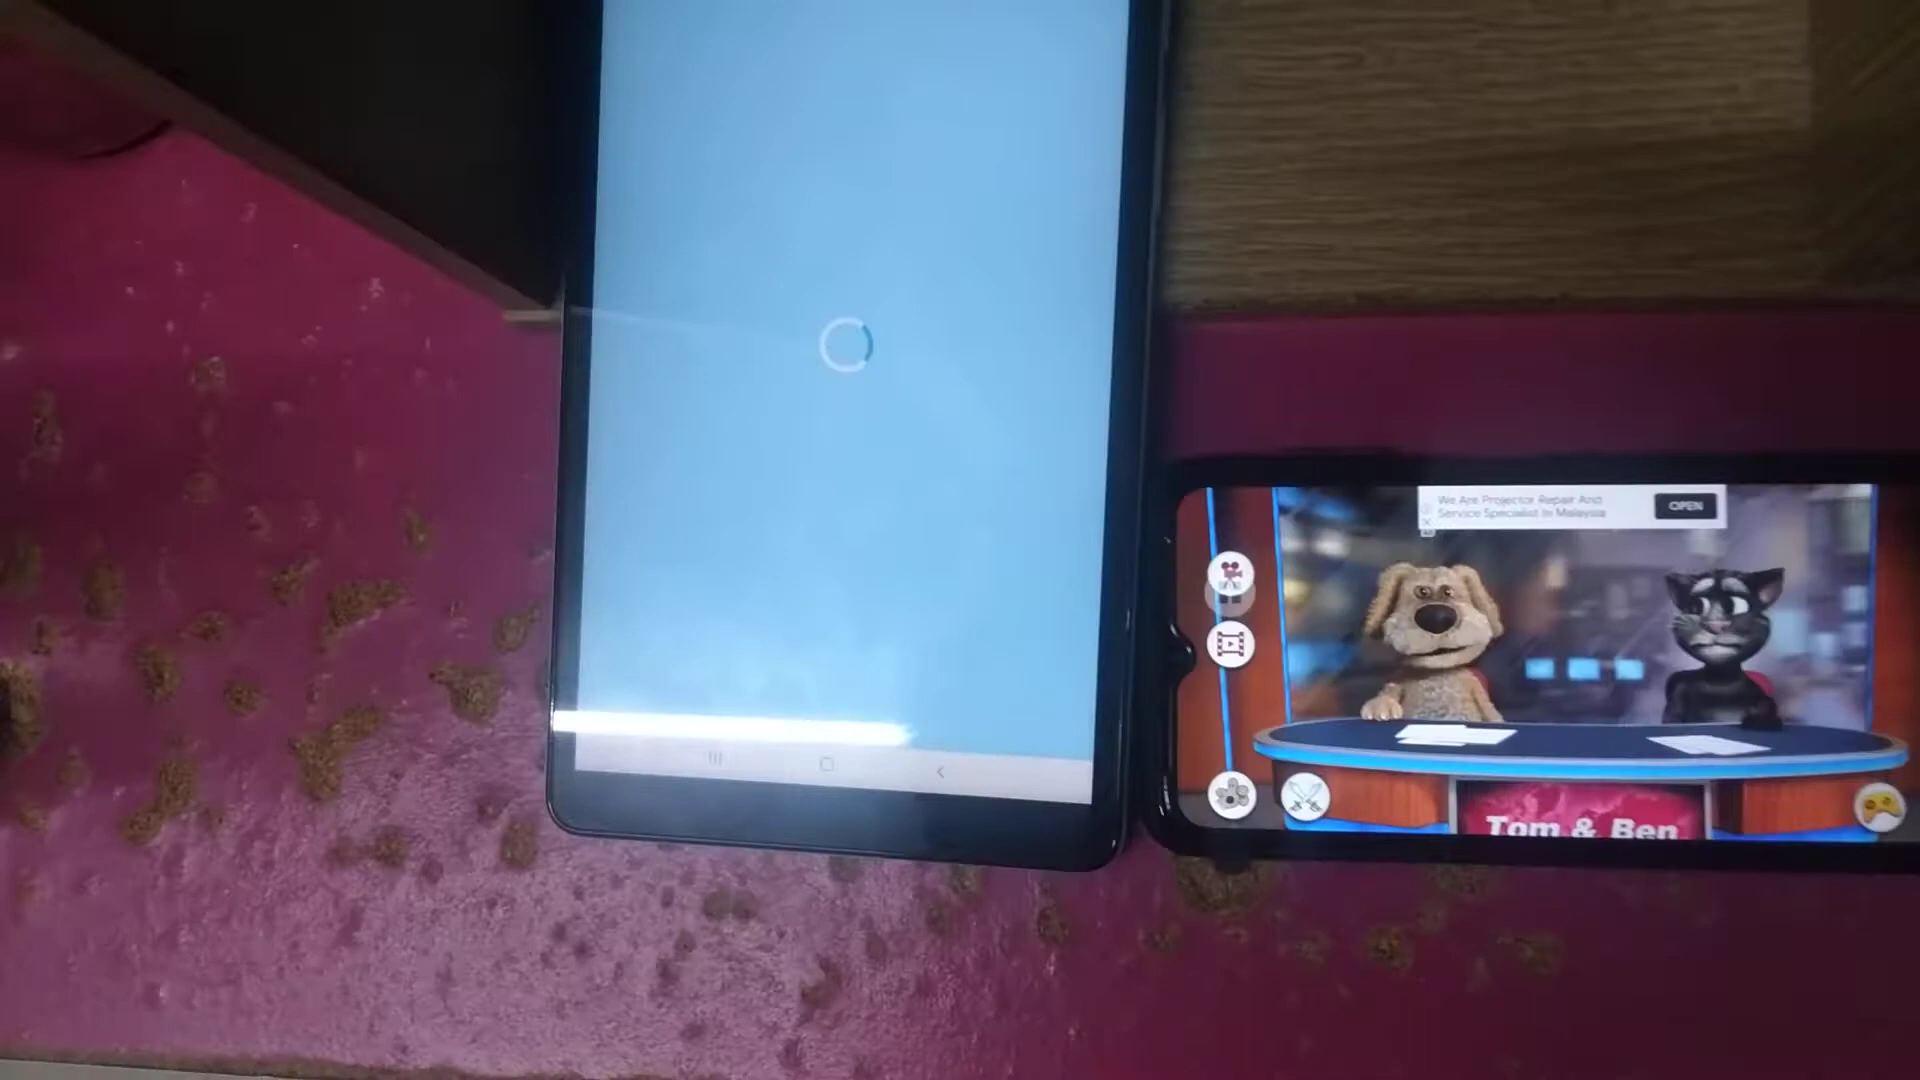 We Are Projector Repair And
Service Specialist In Malaysia
OPEN
Tom & Ben